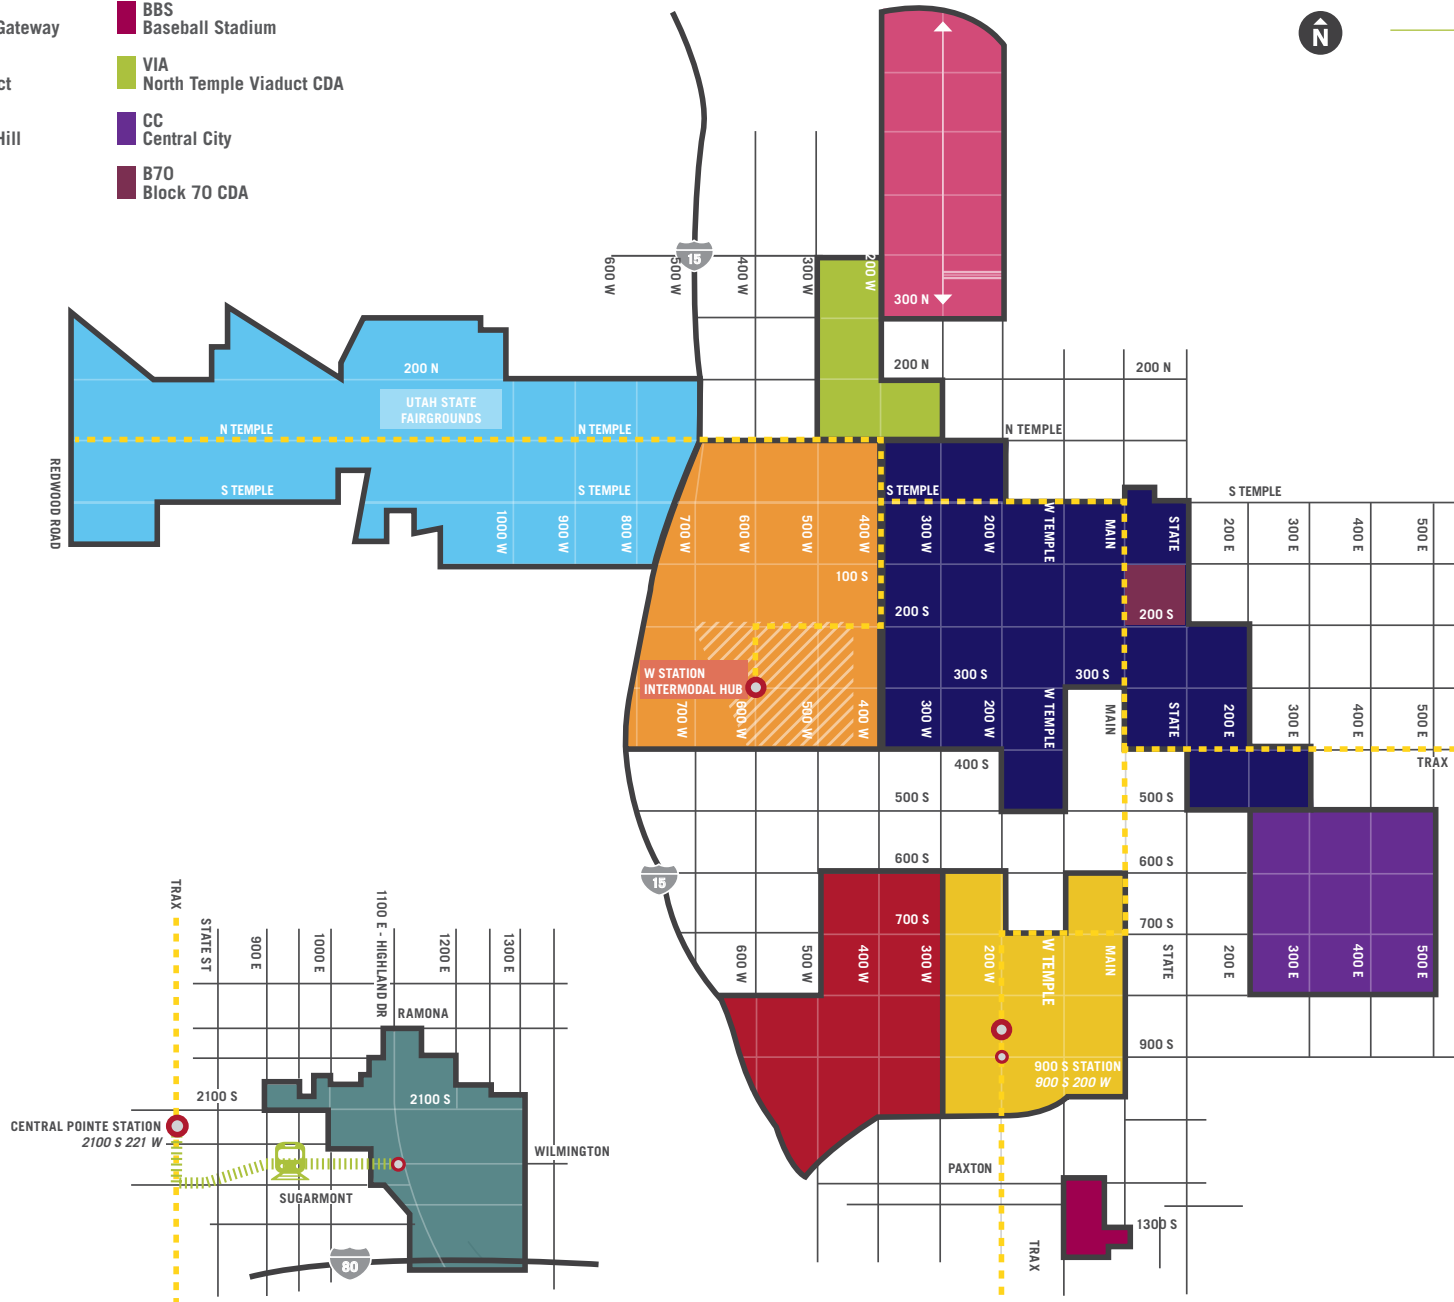 Gateway
ct
Hill
BBS
Baseball Stadium
VIA
North Temple Viaduct CDA
CC
Central City
B70
Block 70 CDA
N
15
600 W
500 W
400 W
300 W
200 W
300 N
200 N
200 N
200 N
UTAH STATE
FAIRGROUNDS
N TEMPLE
N TEMPLE
N TEMPLE
REDWOOD ROAD
S TEMPLE
S TEMPLE
S TEMPLE
S TEMPLE
1000 W
900 W
800 W
700 W
600 W
500 W
400 W
300 W
200 W
W TEMPLE
MAIN
STATE
200 E
300 E
400 E
500 E
100 S
200 S
200 S
W STATION
INTERMODAL HUB
300 S
300 S
700 W
600 W
500 W
400 W
300 W
200 W
W TEMPLE
MAIN
STATE
200 E
300 E
400 E
500 E
400 S
TRAX
500 S
500 S
600 S
600 S
15
700 S
700 S
600 W
500 W
400 W
300 W
200 W
W TEMPLE
MAIN
STATE
200 E
300 E
400 E
500 E
900 S
900 S STATION
900 S 200 W
PAXTON
1300 S
TRAX
TRAX
STATE ST
900 E
1000 E
1100 E - HIGHLAND DR
1200 E
1300 E
RAMONA
2100 S
2100 S
CENTRAL POINTE STATION
2100 S 221 W
WILMINGTON
SUGARMONT
80